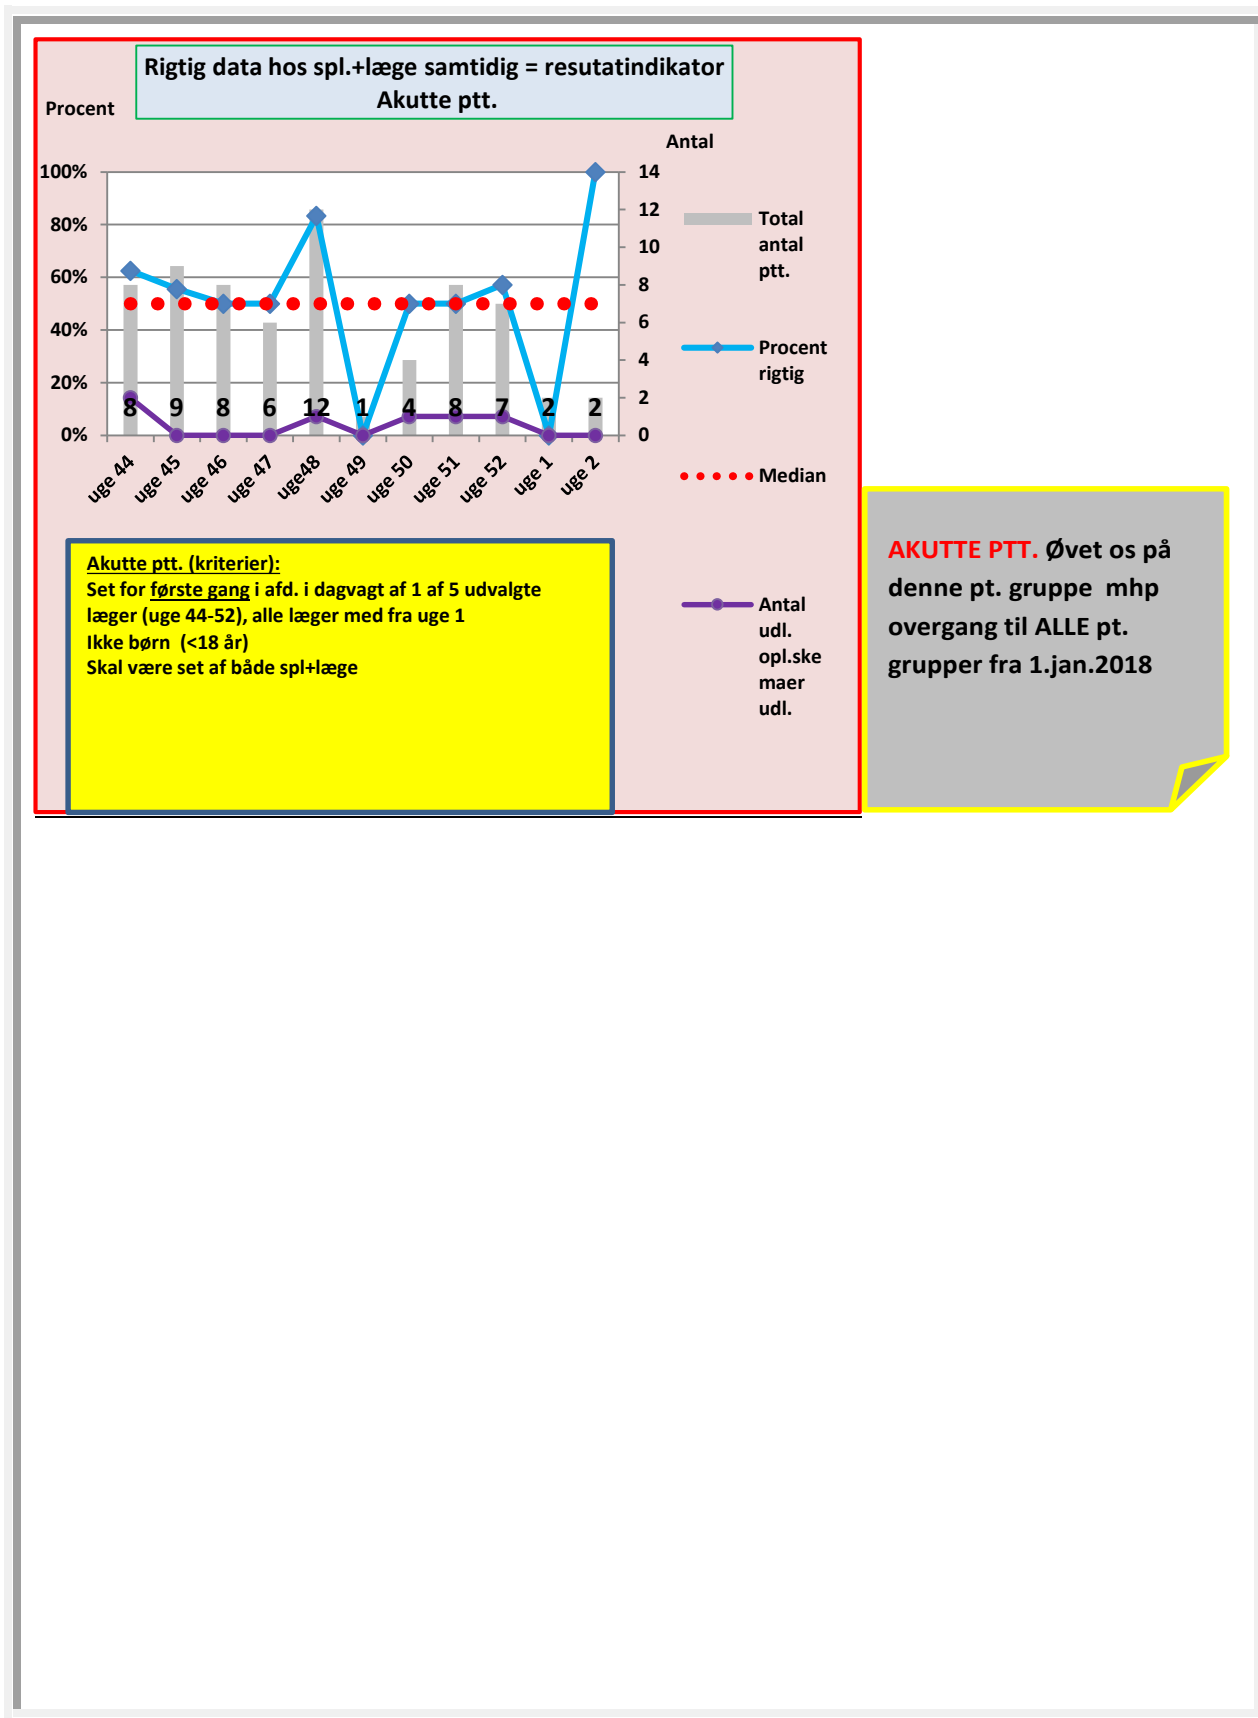 Rigtig data hos spl.+læge samtidig = resutatindikator
Akutte ptt.
Procent
Antal
100%
80%
60%
40%
20%
0%
14
12
10
8
6
4
2
0
8 9 8 6 12 1 4 8 7 2 2
uge 44 uge 45 uge 46 uge 47 uge48 uge 49 uge 50 uge 51 uge 52 uge 1 uge 2
Total
antal
ptt.
Procent
rigtig
Median
Antal
udl.
opl.ske
maer
udl.
Akutte ptt. (kriterier):
Set for første gang i afd. i dagvagt af 1 af 5 udvalgte
læger (uge 44-52), alle læger med fra uge 1
Ikke børn (<18 år)
Skal være set af både spl+læge
AKUTTE PTT. Øvet os på
denne pt. gruppe mhp
overgang til ALLE pt.
grupper fra 1.jan.2018